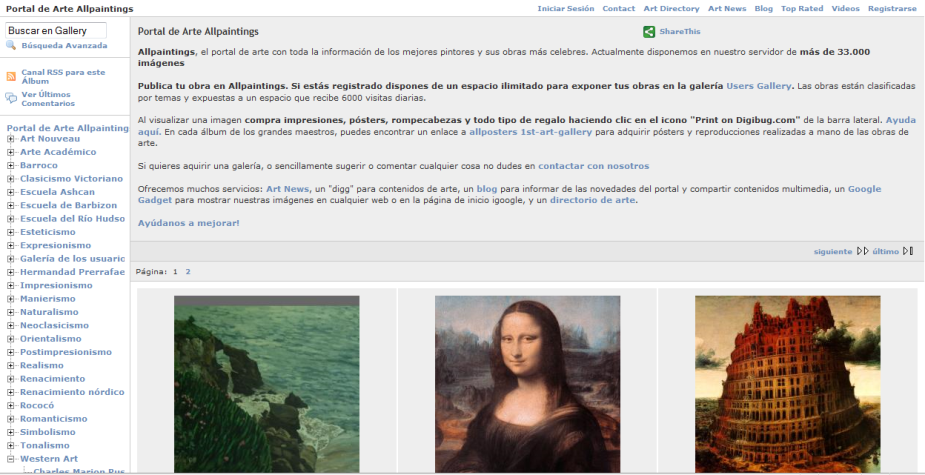 Portal de Arte Allpaintings
Iniciar Sesión Contact Art Directory Art News Blog Top Rated Videos Registrarse
Buscar en Gallery
Búsqueda Avanzada
Canal RSS para este
Álbum
Ver Últimos
Comentarios
Portal de Arte Allpainting
Art Nouveau
Arte Académico
Barroco
Clasicismo Victoriano
Escuela Ashcan
Escuela de Barbizon
Escuela del Río Hudso
Esteticismo
Expresionismo
Galería de los usuario
Hermandad Prerrafae
Impresionismo
Manierismo
Naturalismo
Neoclasicismo
Orientalismo
Postimpresionismo
Realismo
Renacimiento
Renacimiento nórdico
Rococó
Romanticismo
Simbolismo
Tonalismo
Western Art
Charles Marion Rus
Portal de Arte Allpaintings
ShareThis
Allpaintings, el portal de arte con toda la información de los mejores pintores y sus obras más celebres. Actualmente disponemos en nuestro servidor de más de 33.000
imágenes
Publica tu obra en Allpaintings. Si estás registrado dispones de un espacio ilimitado para exponer tus obras en la galería Users Gallery. Las obras están clasificadas
por temas y expuestas a un espacio que recibe 6000 visitas diarias.
Al visualizar una imagen compra impresiones, pósters, rompecabezas y todo tipo de regalo haciendo clic en el icono "Print on Digibug.com" de la barra lateral. Ayuda
aquí. En cada álbum de los grandes maestros, puedes encontrar un enlace a allposters 1st-art-gallery para adquirir pósters y reproducciones realizadas a mano de las obras de
arte.
Si quieres aquirir una galería, o sencillamente sugerir o comentar cualquier cosa no dudes en contactar con nosotros
Ofrecemos muchos servicios: Art News, un "digg" para contenidos de arte, un blog para informar de las novedades del portal y compartir contenidos multimedia, un Google
Gadget para mostrar nuestras imágenes en cualquier web o en la página de inicio igoogle, y un directorio de arte.
Ayúdanos a mejorar!
siguiente último
Página: 1 2